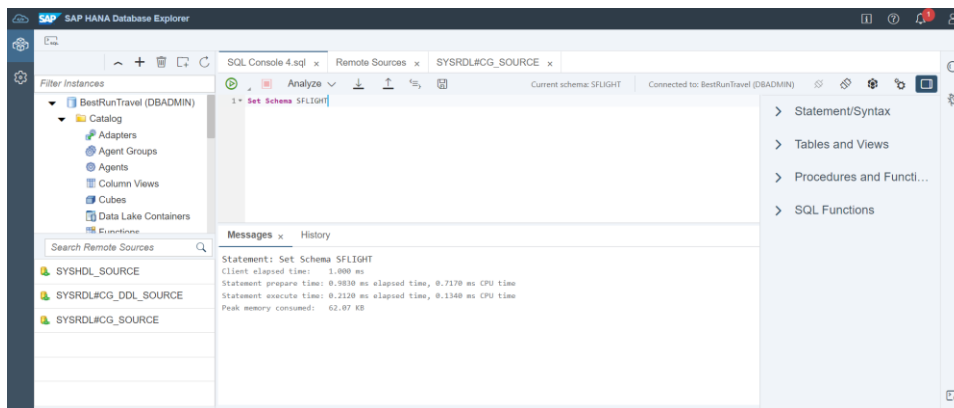 SAP SAP HANA Database Explorer
1
SQL Console 4.sql x Remote Sources x SYSRDL#CG_SOURCE x
Filter Instances
Analyze
Current schema: SFLIGHT
Connected to: BestRunTravel (DBADMIN)
BestRunTravel (DBADMIN)
Catalog
Adapters
Agent Groups
Agents
Column Views
Cubes
Data Lake Containers
Functions
1 Set Schema SFLIGHT
Statement/Syntax
Tables and Views
Procedures and Functi...
SQL Functions
Search Remote Sources
SYSHDL_SOURCE
SYSRDL#CG_DDL_SOURCE
SYSRDL#CG_SOURCE
Messages x History
Statement: Set Schema SFLIGHT
Client elapsed time: 1.000 ms
Statement prepare time: 0.9830 ms elapsed time, 0.7170 ms CPU time
Statement execute time: 0.2120 ms elapsed time, 0.1340 ms CPU time
Peak memory consumed: 62.07 KB